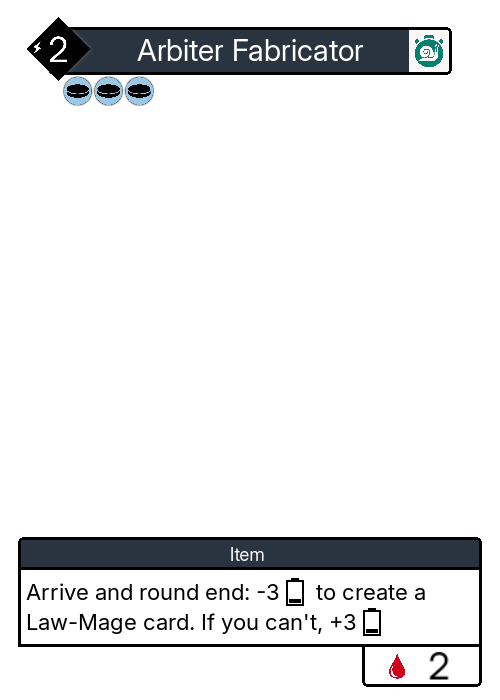 2
Arbiter Fabricator
Item
Arrive and round end: -3 to create a
Law-Mage card. If you can't, +3
2